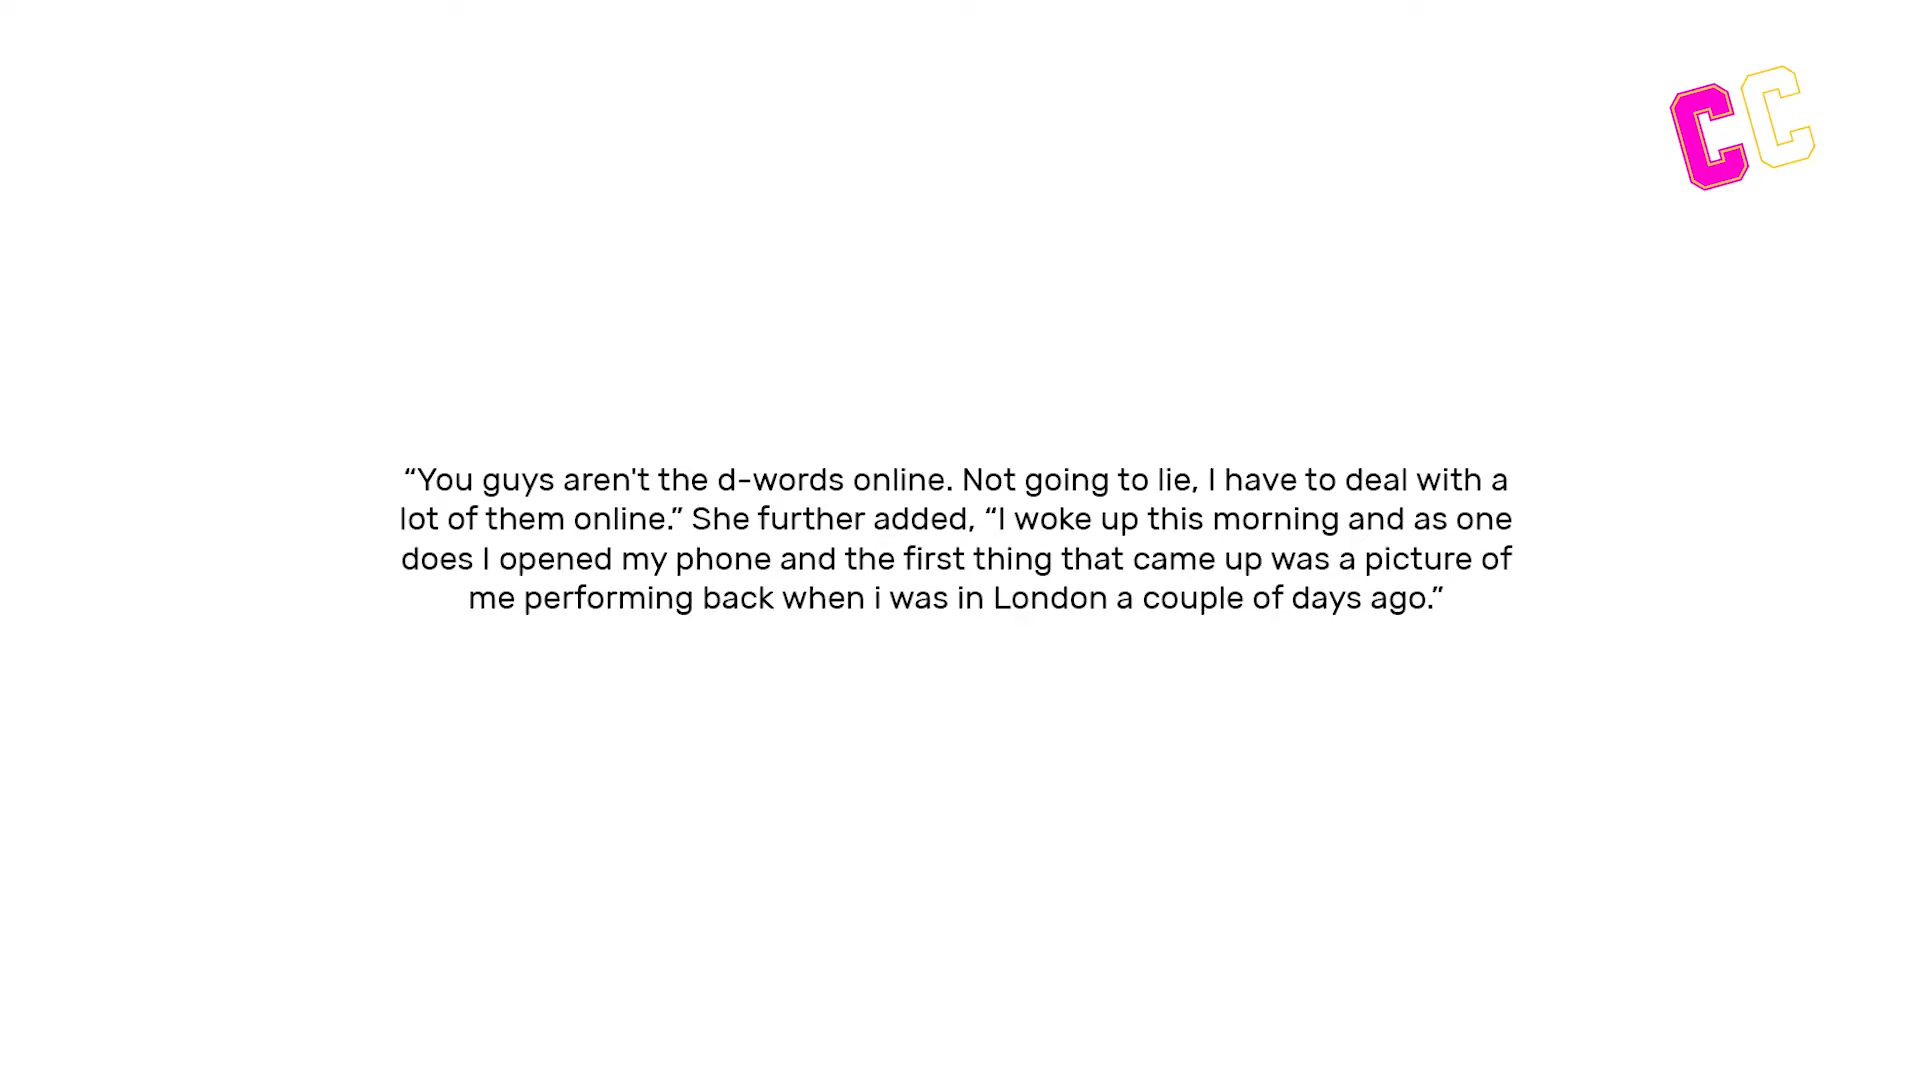 CC
“You guys aren't the d-words online. Not going to lie, I have to deal with a
lot of them online.” She further added, “I woke up this morning and as one
does I opened my phone and the first thing that came up was a picture of
me performing back when i was in London a couple of days ago.”